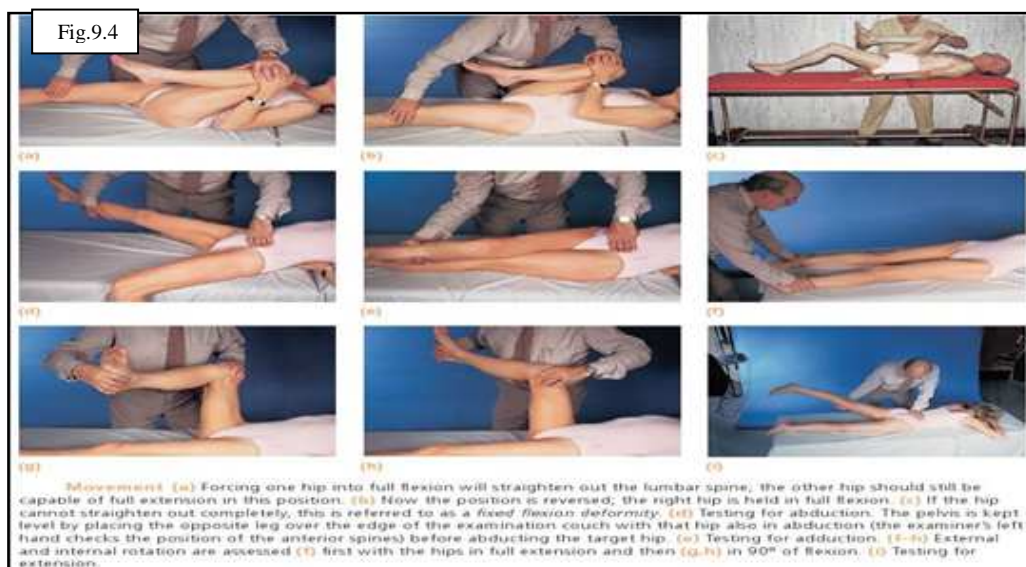 Fig.9.4
(a)
(b)
(c)
(d)
(e)
(f)
(g)
(h)
(i)
Movement (a) Forcing one hip into full flexion will straighten out the lumbar spine; the other hip should still be
capable of full extension in this position. (b) Now the position is reversed; the right hip is held in full flexion. (c) If the hip
cannot straighten out completely, this is referred to as a fixed flexion deformity. (d) Testing for abduction. The pelvis is kept
level by placing the opposite leg over the edge of the examination couch with that hip also in abduction (the examiner's left
hand checks the position of the anterior spines) before abducting the target hip. (e) Testing for adduction. (f–h) External
and internal rotation are assessed (f) first with the hips in full extension and then (g,h) in 90° of flexion. (i) Testing for
extension.